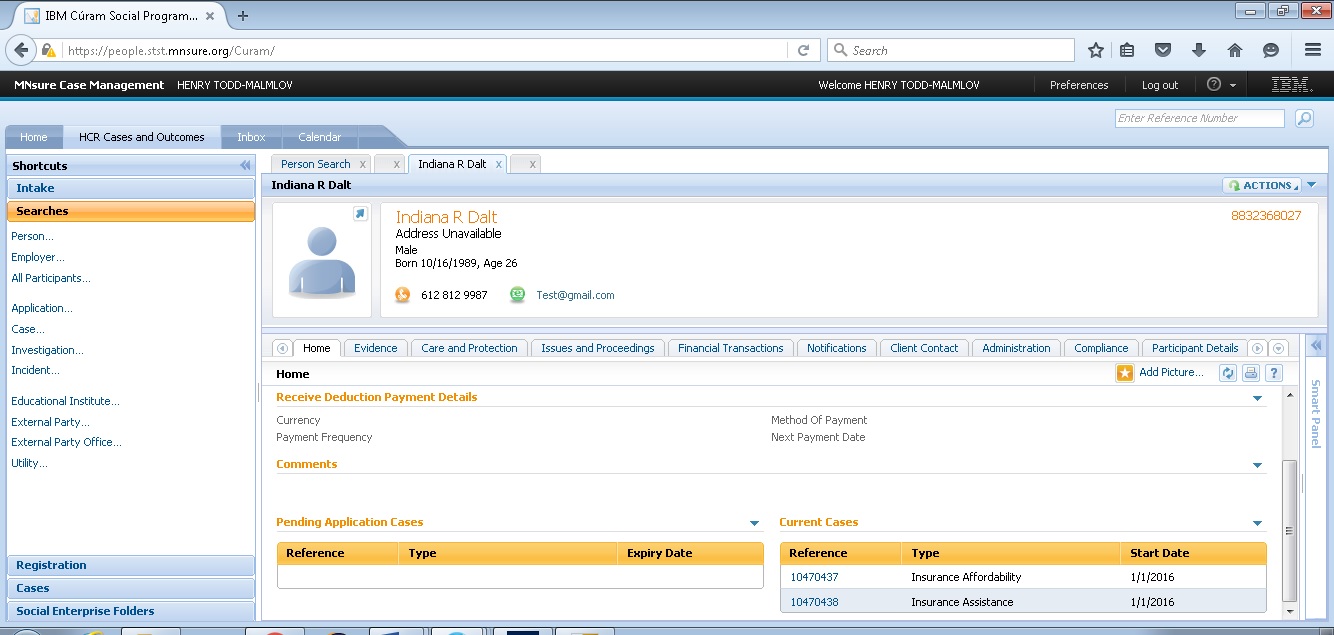 IBM Cúram Social Program...
https://people.stst.mnsure.org/Curam/
Search
MNsure Case Management HENRY TODD-MALMLOV Welcome HENRY TODD-MALMLOV Preferences Log out ? IBM
Home HCR Cases and Outcomes Inbox Calendar Enter Reference Number
Shortcuts
Intake
Searches
Person...
Employer...
All Participants...
Application...
Case...
Investigation...
Incident...
Educational Institute...
External Party...
External Party Office...
Utility...
Registration
Cases
Social Enterprise Folders
Person Search x x Indiana R Dalt x x
Indiana R Dalt ACTIONS
Indiana R Dalt 8832368027
Address Unavailable
Male
Born 10/16/1989, Age 26
612 812 9987 Test@gmail.com
Home Evidence Care and Protection Issues and Proceedings Financial Transactions Notifications Client Contact Administration Compliance Participant Details
Home Add Picture... ?
Receive Deduction Payment Details
Currency Method Of Payment
Payment Frequency Next Payment Date
Comments
Pending Application Cases
Reference Type Expiry Date
Current Cases
Reference Type Start Date
10470437 Insurance Affordability 1/1/2016
10470438 Insurance Assistance 1/1/2016
Smart Panel